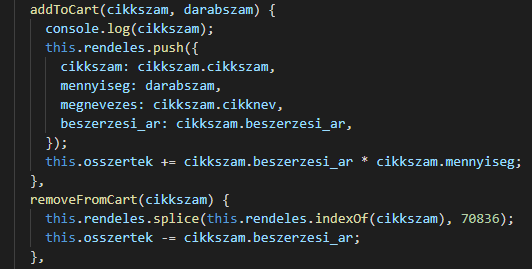 addToCart(cikkszam, darabszam) {
console.log(cikkszam);
this.rendeles.push({
cikkszam: cikkszam.cikkszam,
mennyiseg: darabszam,
megnevezes: cikkszam.cikknev,
beszerzesi_ar: cikkszam.beszerzesi_ar,
});
this.osszertek += cikkszam.beszerzesi_ar * cikkszam.mennyiseg;
},
removeFromCart(cikkszam) {
this.rendeles.splice(this.rendeles.indexOf(cikkszam), 70836);
this.osszertek -= cikkszam.beszerzesi_ar;
},